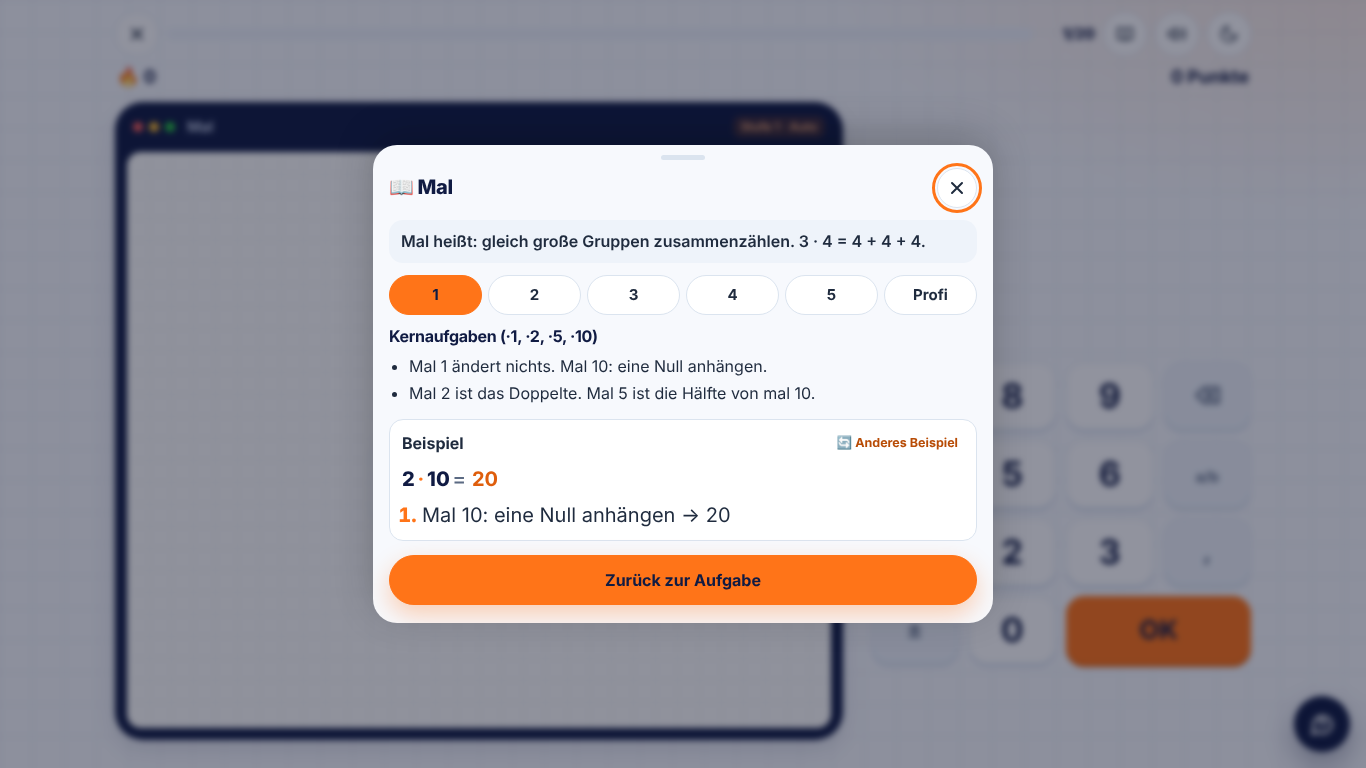 0
0 Punkte
Mal
📖 Mal
Mal heißt: gleich große Gruppen zusammenzählen. 3 · 4 = 4 + 4 + 4.
1 2 3 4 5 Profi
Kernaufgaben (·1, ·2, ·5, ·10)
• Mal 1 ändert nichts. Mal 10: eine Null anhängen.
• Mal 2 ist das Doppelte. Mal 5 ist die Hälfte von mal 10.
Beispiel
🔄 Anderes Beispiel
2 · 10 = 20
1. Mal 10: eine Null anhängen → 20
Zurück zur Aufgabe
8 9
5 6
2 3 ,
0 OK